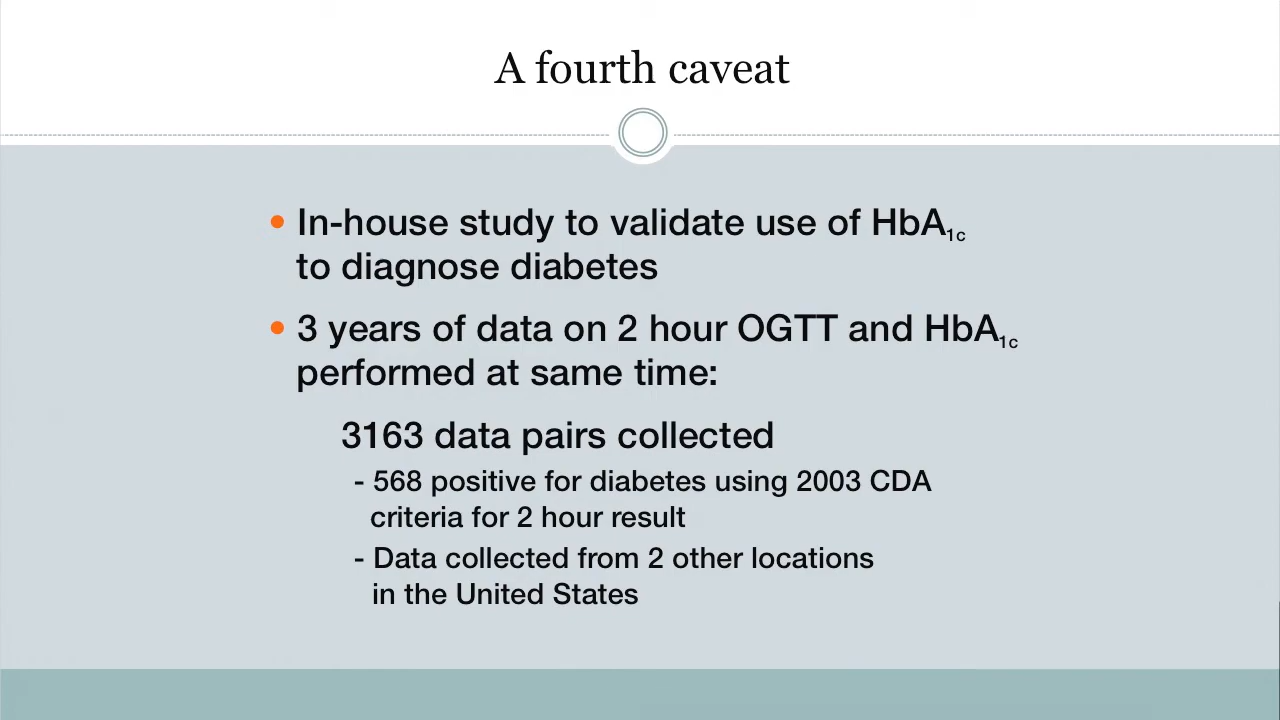 A fourth caveat
• In-house study to validate use of HbA1c
to diagnose diabetes
• 3 years of data on 2 hour OGTT and HbA1c
performed at same time:
3163 data pairs collected
- 568 positive for diabetes using 2003 CDA
criteria for 2 hour result
- Data collected from 2 other locations
in the United States